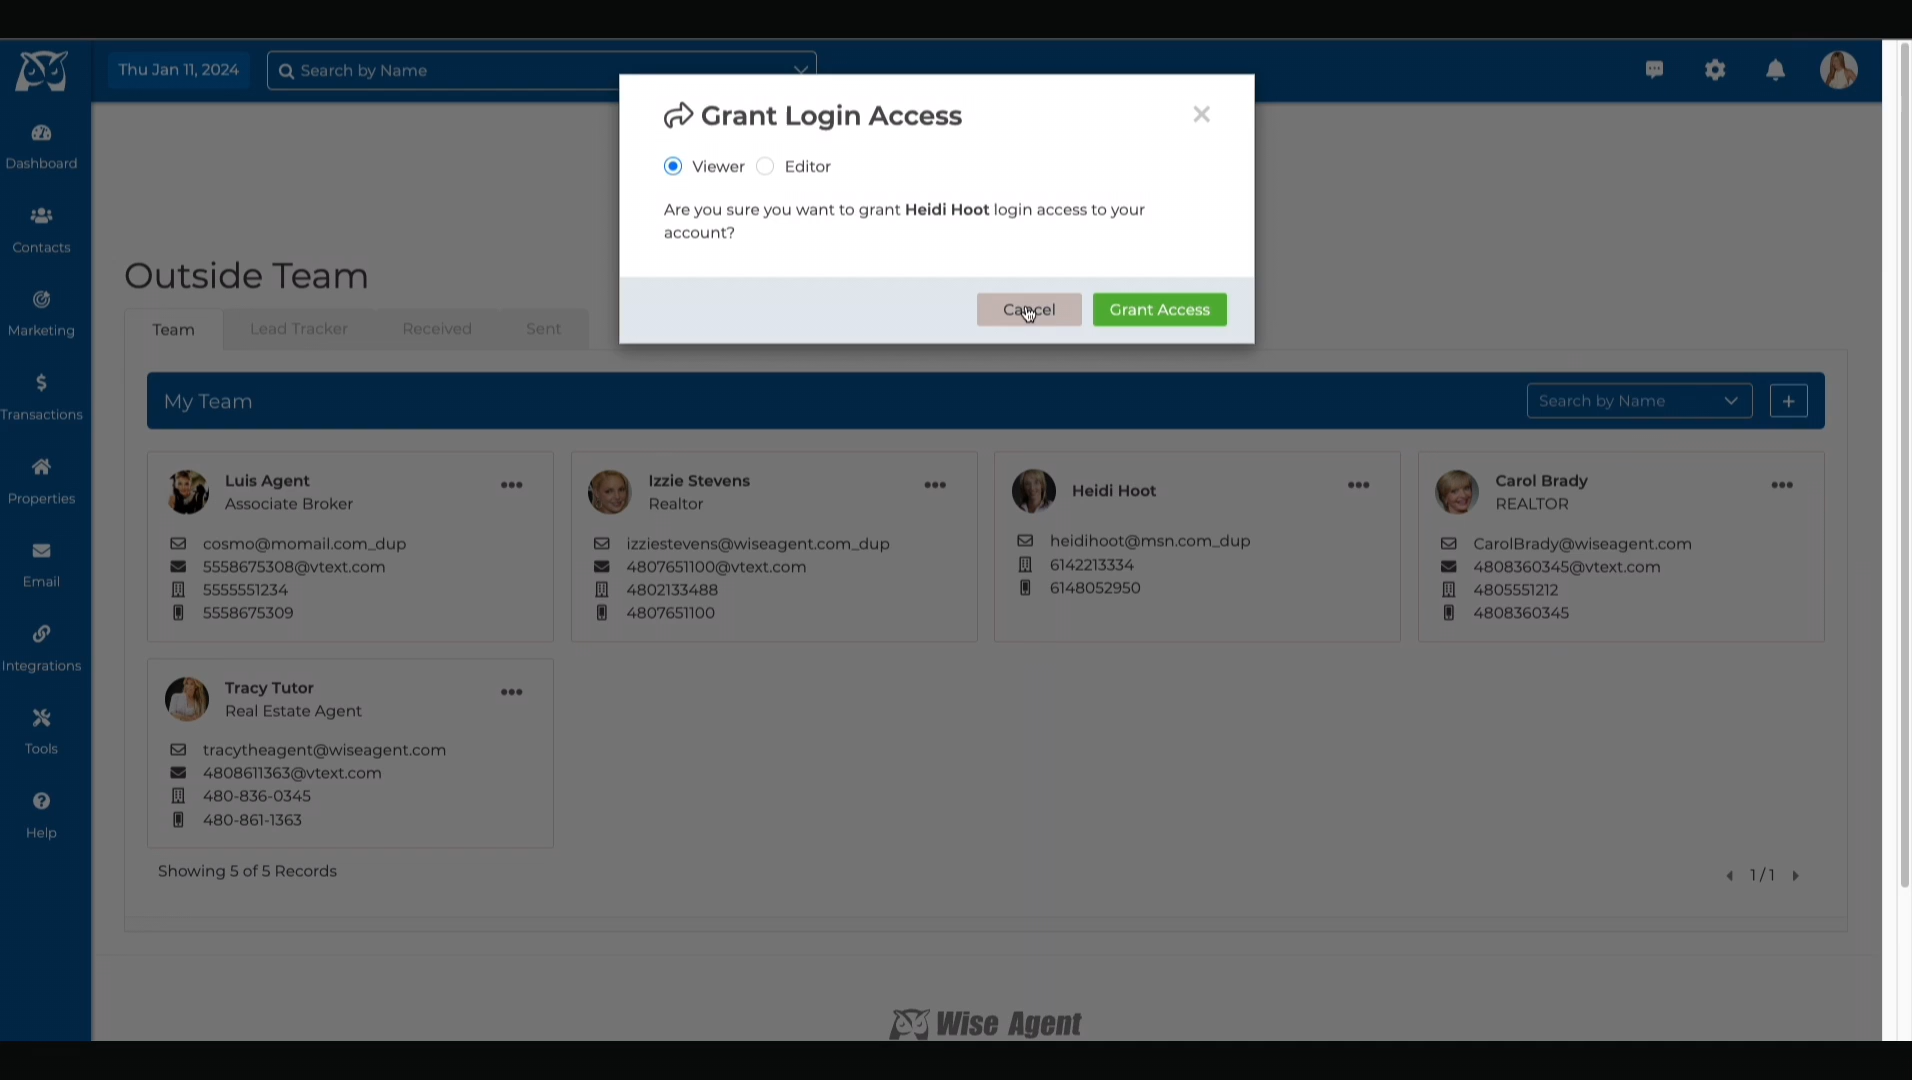 Thu Jan 11, 2024
Search by Name
Grant Login Access
Viewer
Editor
Are you sure you want to grant Heidi Hoot login access to your
account?
Cancel
Grant Access
Dashboard
Contacts
Marketing
Transactions
Properties
Email
Integrations
Tools
Help
Outside Team
Team
Lead Tracker
Received
Sent
My Team
Search by Name
+
Luis Agent
Associate Broker
cosmo@momail.com_dup
5558675308@vtext.com
5555551234
5558675309
Izzie Stevens
Realtor
izziestevens@wiseagent.com_dup
4807651100@vtext.com
4802133488
4807651100
Heidi Hoot
heidihoot@msn.com_dup
6142213334
6148052950
Carol Brady
REALTOR
CarolBrady@wiseagent.com
4808360345@vtext.com
4805551212
4808360345
Tracy Tutor
Real Estate Agent
tracytheagent@wiseagent.com
4808611363@vtext.com
480-836-0345
480-861-1363
Showing 5 of 5 Records
1 / 1
Wise Agent